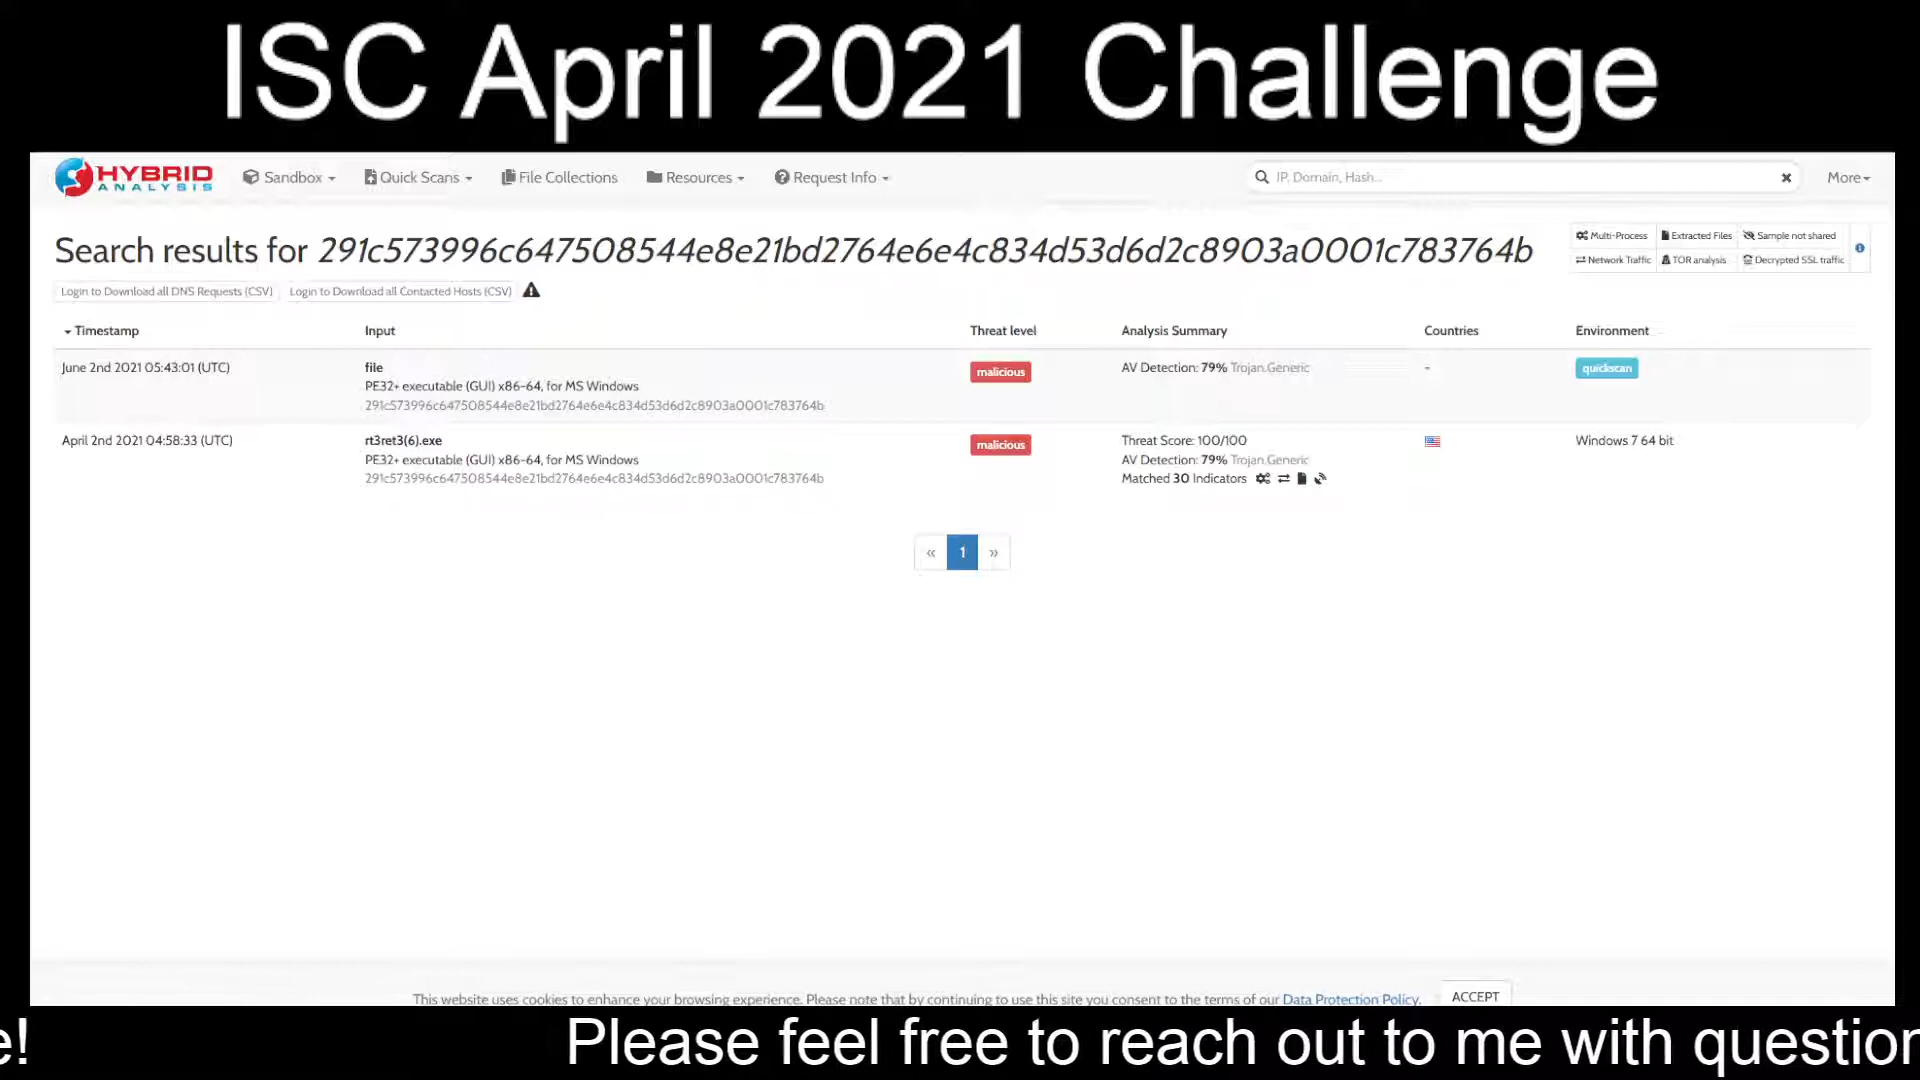 ISC April 2021 Challenge
HYBRID ANALYSIS Sandbox Quick Scans File Collections Resources Request Info IP, Domain, Hash... More
Search results for 291c573996c647508544e8e21bd2764e6e4c834d53d6d2c8903a0001c783764b
Multi-Process Extracted Files Sample not shared
Network Traffic TOR analysis Decrypted SSL traffic
Login to Download all DNS Requests (CSV) Login to Download all Contacted Hosts (CSV)
Timestamp Input Threat level Analysis Summary Countries Environment
June 2nd 2021 05:43:01 (UTC) file malicious AV Detection: 79% Trojan.Generic - quickscan
PE32+ executable (GUI) x86-64, for MS Windows
291c573996c647508544e8e21bd2764e6e4c834d53d6d2c8903a0001c783764b
April 2nd 2021 04:58:33 (UTC) rt3ret3(6).exe malicious Threat Score: 100/100 Windows 7 64 bit
PE32+ executable (GUI) x86-64, for MS Windows AV Detection: 79% Trojan.Generic
291c573996c647508544e8e21bd2764e6e4c834d53d6d2c8903a0001c783764b Matched 30 Indicators
« 1 »
This website uses cookies to enhance your browsing experience. Please note that by continuing to use this site you consent to the terms of our Data Protection Policy. ACCEPT
e! Please feel free to reach out to me with question